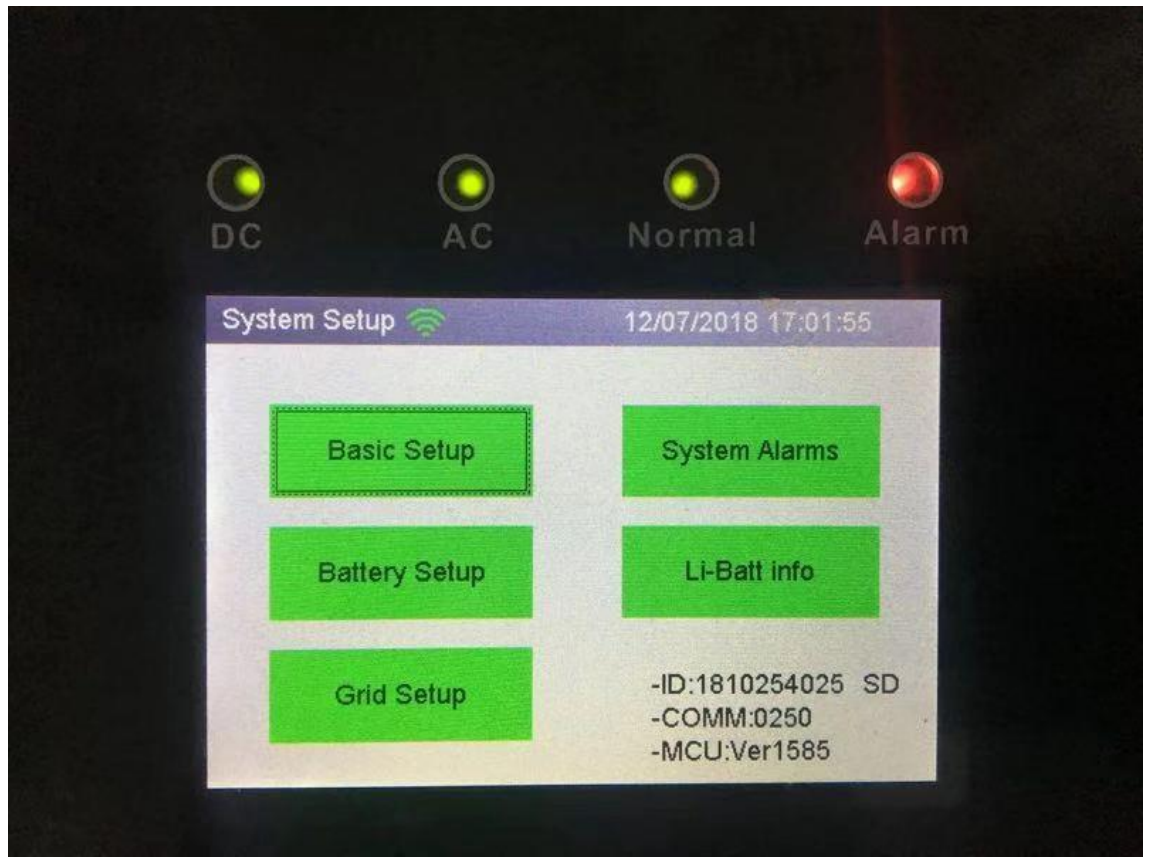 DC AC Normal Alarm
System Setup 12/07/2018 17:01:55
Basic Setup System Alarms
Battery Setup Li-Batt info
Grid Setup
-ID:1810254025 SD
-COMM:0250
-MCU:Ver1585